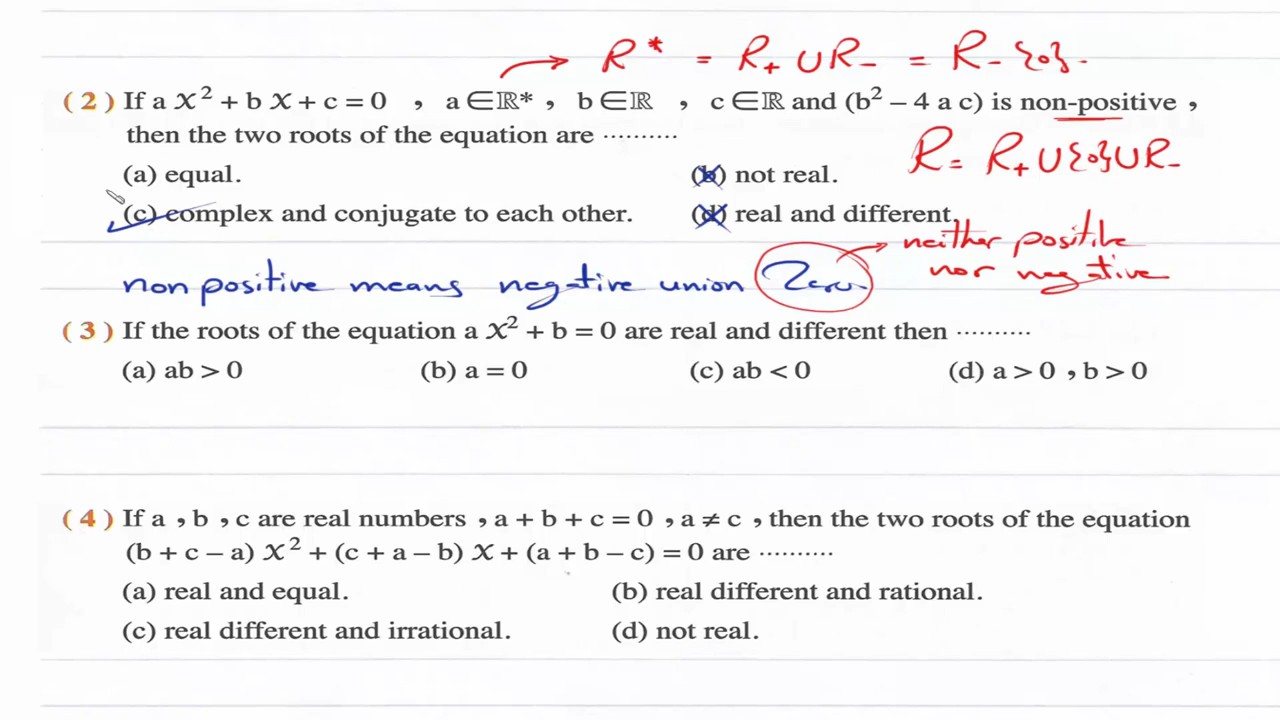 R* = R₊ ∪ R₋ = R - {0}.
(2) If a x² + b x + c = 0 , a ∈ ℝ* , b ∈ ℝ , c ∈ ℝ and (b² – 4 a c) is non-positive ,
then the two roots of the equation are ··········
R = R₊ ∪ {0} ∪ R₋
(a) equal. (b) not real.
(c) complex and conjugate to each other. (d) real and different.
neither positive
nor negative
non positive means negative union Zero
(3) If the roots of the equation a x² + b = 0 are real and different then ··········
(a) ab > 0 (b) a = 0 (c) ab < 0 (d) a > 0 , b > 0
(4) If a , b , c are real numbers , a + b + c = 0 , a ≠ c , then the two roots of the equation
(b + c – a) x² + (c + a – b) x + (a + b – c) = 0 are ··········
(a) real and equal. (b) real different and rational.
(c) real different and irrational. (d) not real.